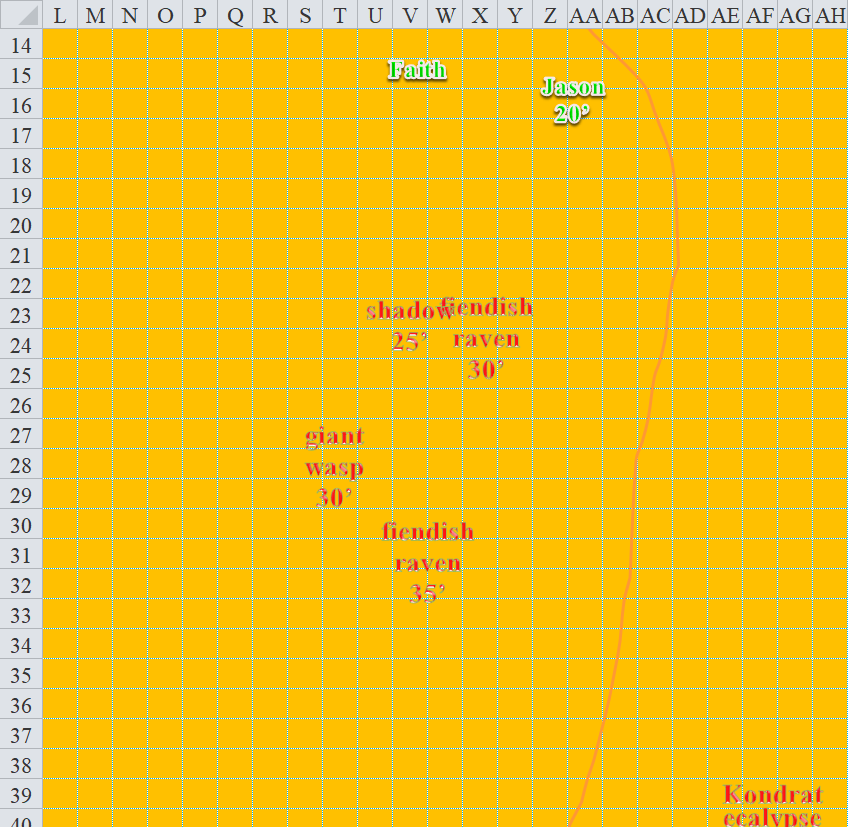 L M N O P Q R S T U V W X Y Z AA AB AC AD AE AF AG AH
14
15
16
17
18
19
20
21
22
23
24
25
26
27
28
29
30
31
32
33
34
35
36
37
38
39
40
Faith
Jason
20’
shadow
25’
fiendish
raven
30’
giant
wasp
30’
fiendish
raven
35’
Kondrat
ecalypse